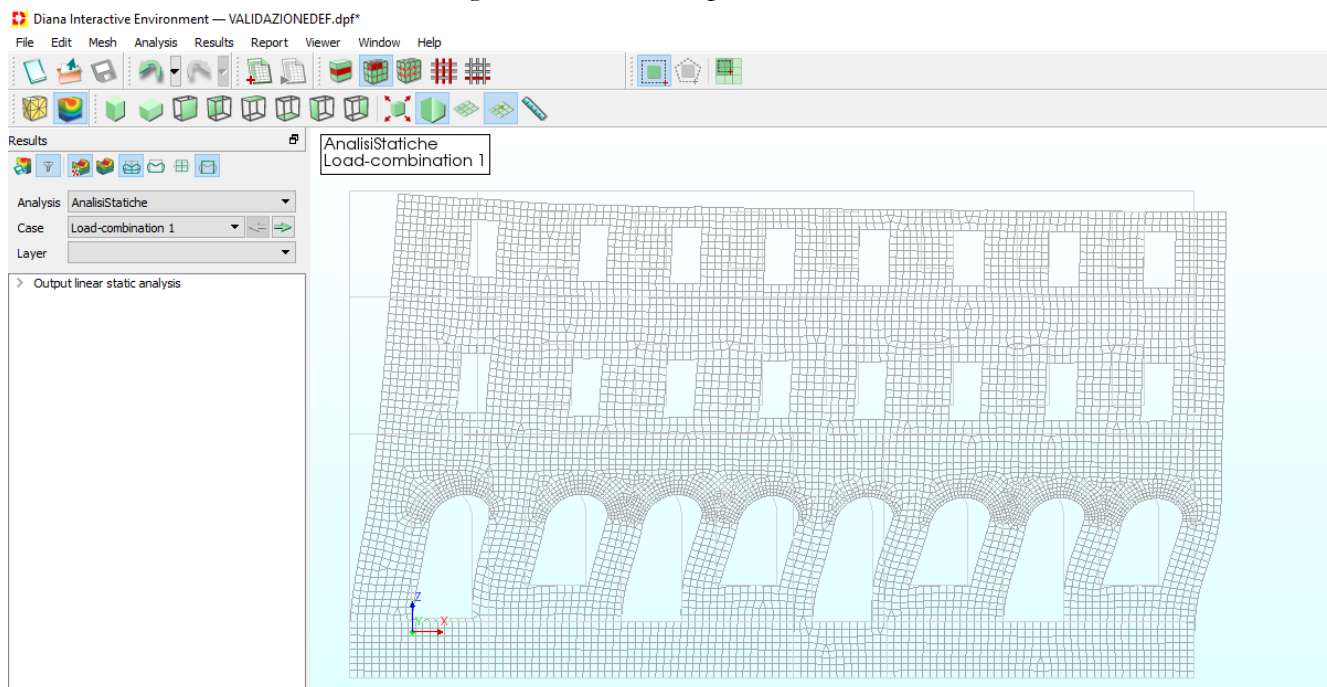 Diana Interactive Environment — VALIDAZIONEDEF.dpf*
File Edit Mesh Analysis Results Report Viewer Window Help
Results
Analysis AnalisiStatiche
Case Load-combination 1
Layer
> Output linear static analysis
AnalisiStatiche
Load-combination 1
Z
Y X